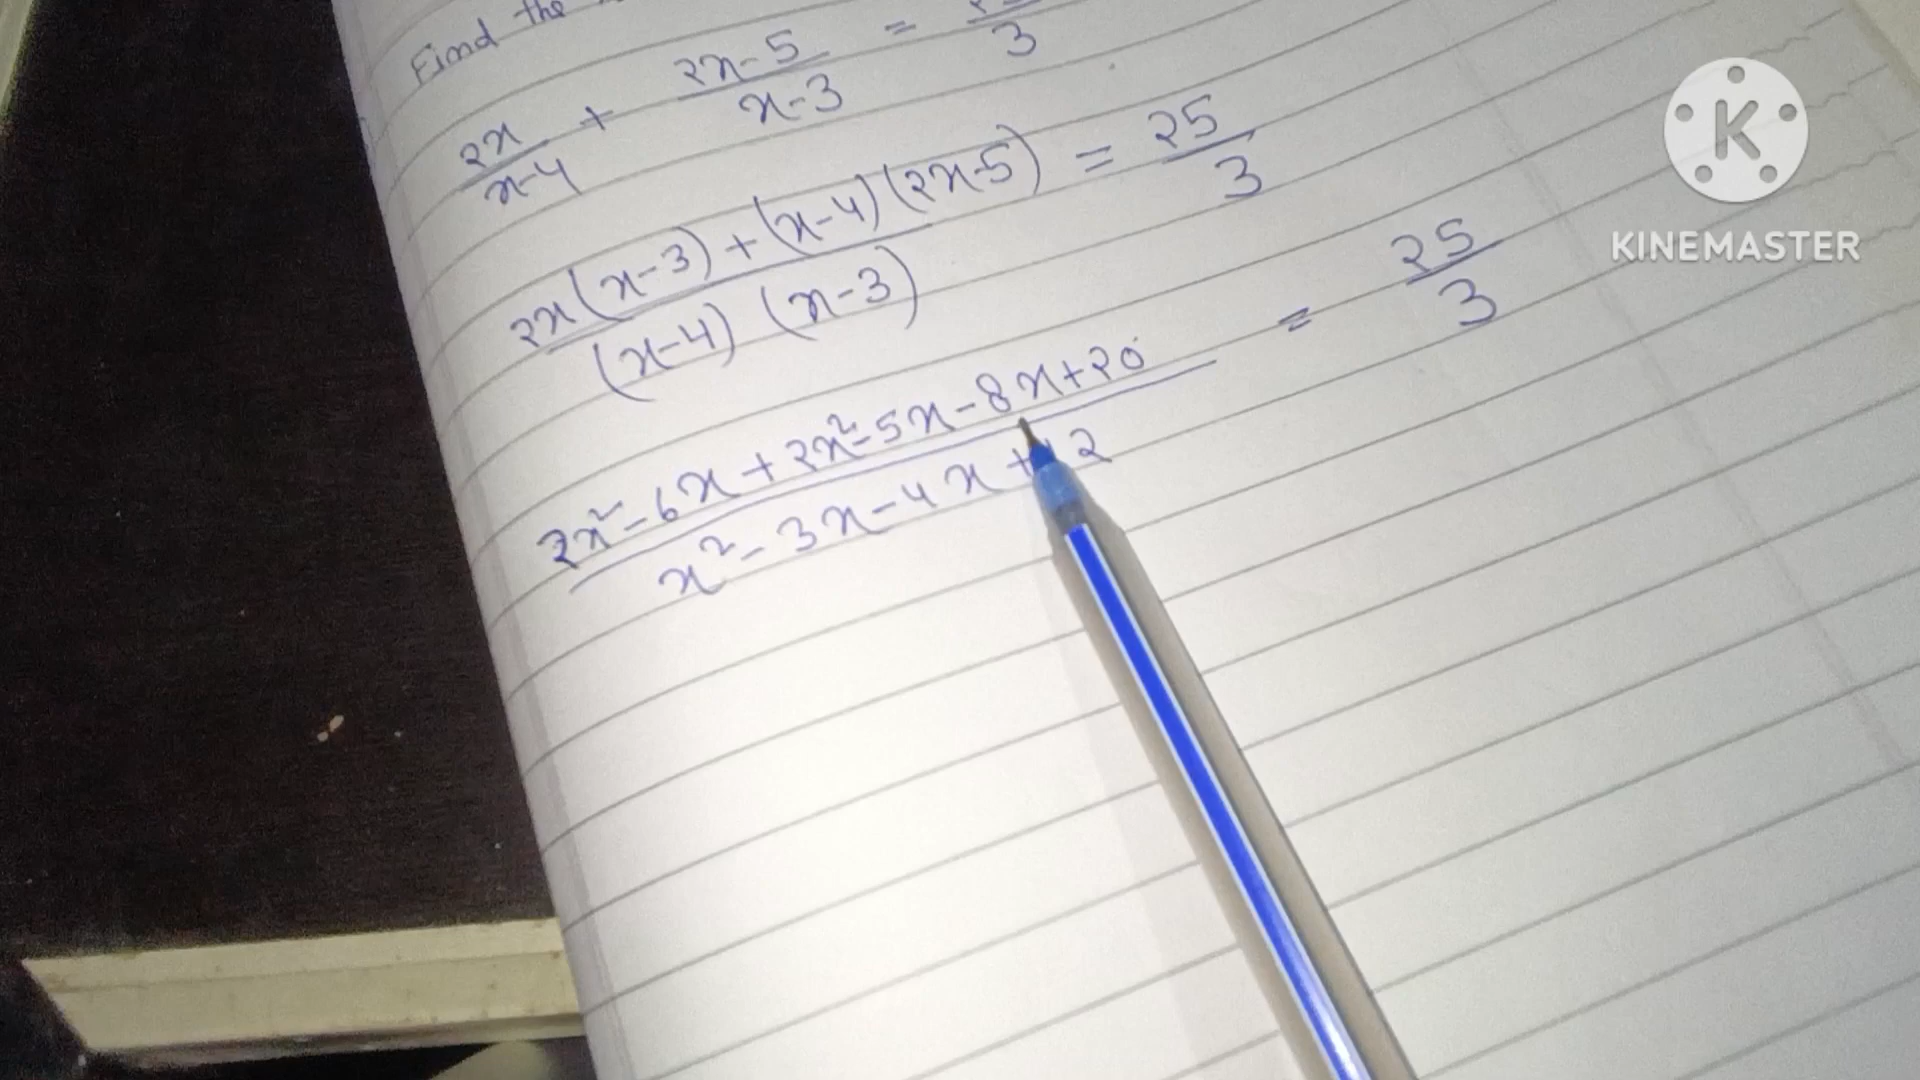 Find the
2x/x-4 + 2x-5/x-3 = /3
2x(x-3)+(x-4)(2x-5)/(x-4) (x-3) = 25/3
2x²-6x+2x²-5x-8x+20/x²-3x-4x+12 = 25/3
K
KINEMASTER